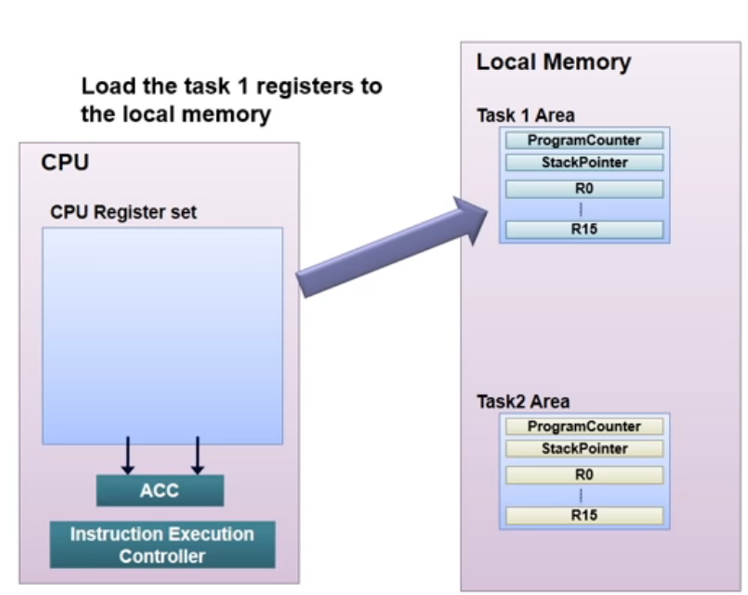 Load the task 1 registers to
the local memory
CPU
CPU Register set
ACC
Instruction Execution
Controller
Local Memory
Task 1 Area
ProgramCounter
StackPointer
R0
R15
Task2 Area
ProgramCounter
StackPointer
R0
R15